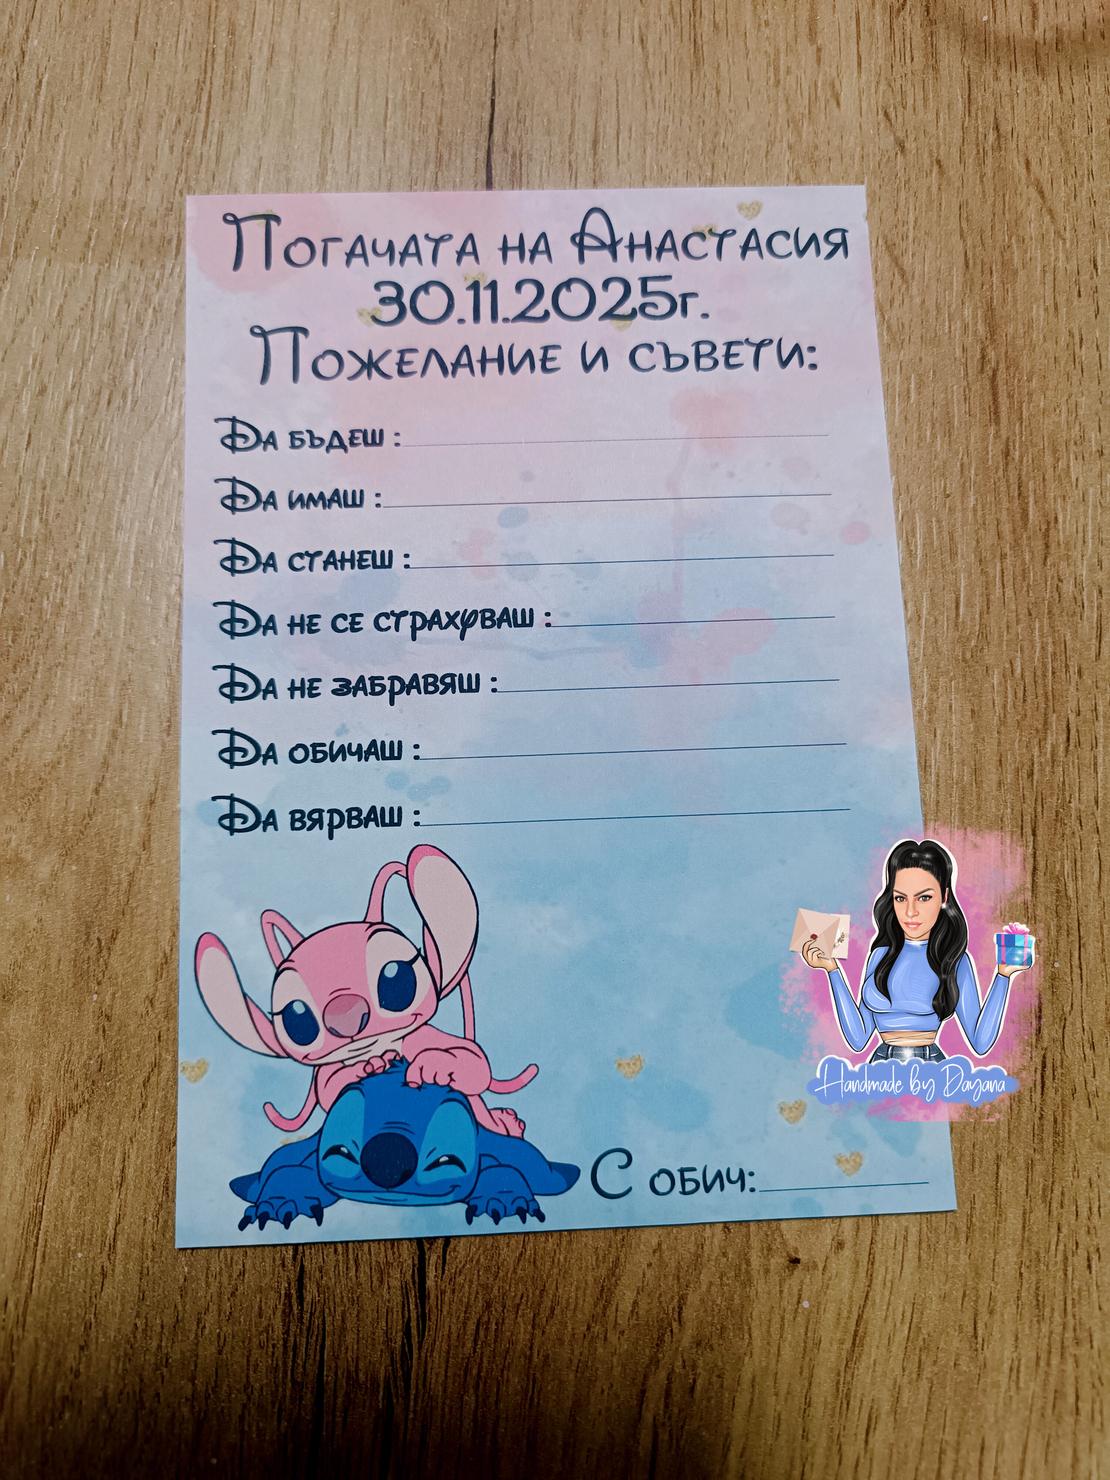 Погачата на Анастасия
30.11.2025г.
Пожелание и съвети:
Да бъдеш :
Да имаш :
Да станеш :
Да не се страхуваш :
Да не забравяш :
Да обичаш :
Да вярваш :
Handmade by Dayana
С обич: